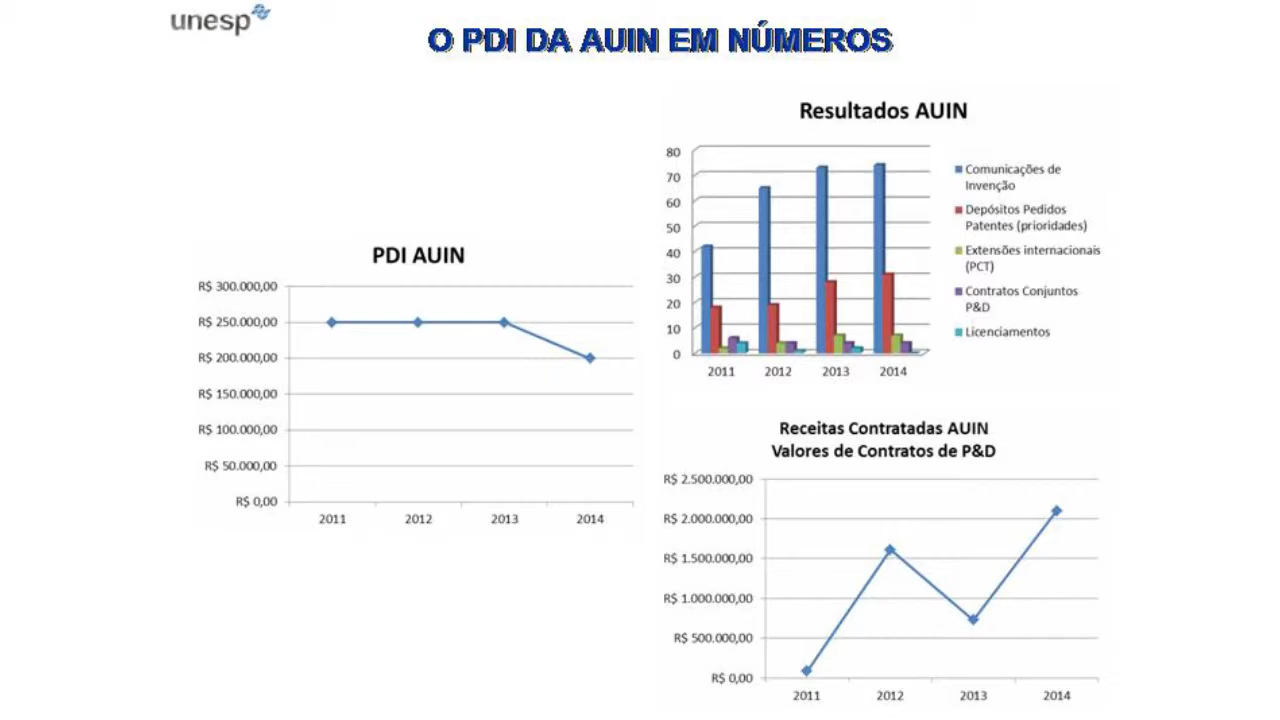 unesp
O PDI DA AUIN EM NÚMEROS
PDI AUIN
R$ 300.000,00
R$ 250.000,00
R$ 200.000,00
R$ 150.000,00
R$ 100.000,00
R$ 50.000,00
R$ 0,00
2011 2012 2013 2014
Resultados AUIN
80
70
60
50
40
30
20
10
0
2011 2012 2013 2014
Comunicações de
Invenção
Depósitos Pedidos
Patentes (prioridades)
Extensões internacionais
(PCT)
Contratos Conjuntos
P&D
Licenciamentos
Receitas Contratadas AUIN
Valores de Contratos de P&D
R$ 2.500.000,00
R$ 2.000.000,00
R$ 1.500.000,00
R$ 1.000.000,00
R$ 500.000,00
R$ 0,00
2011 2012 2013 2014